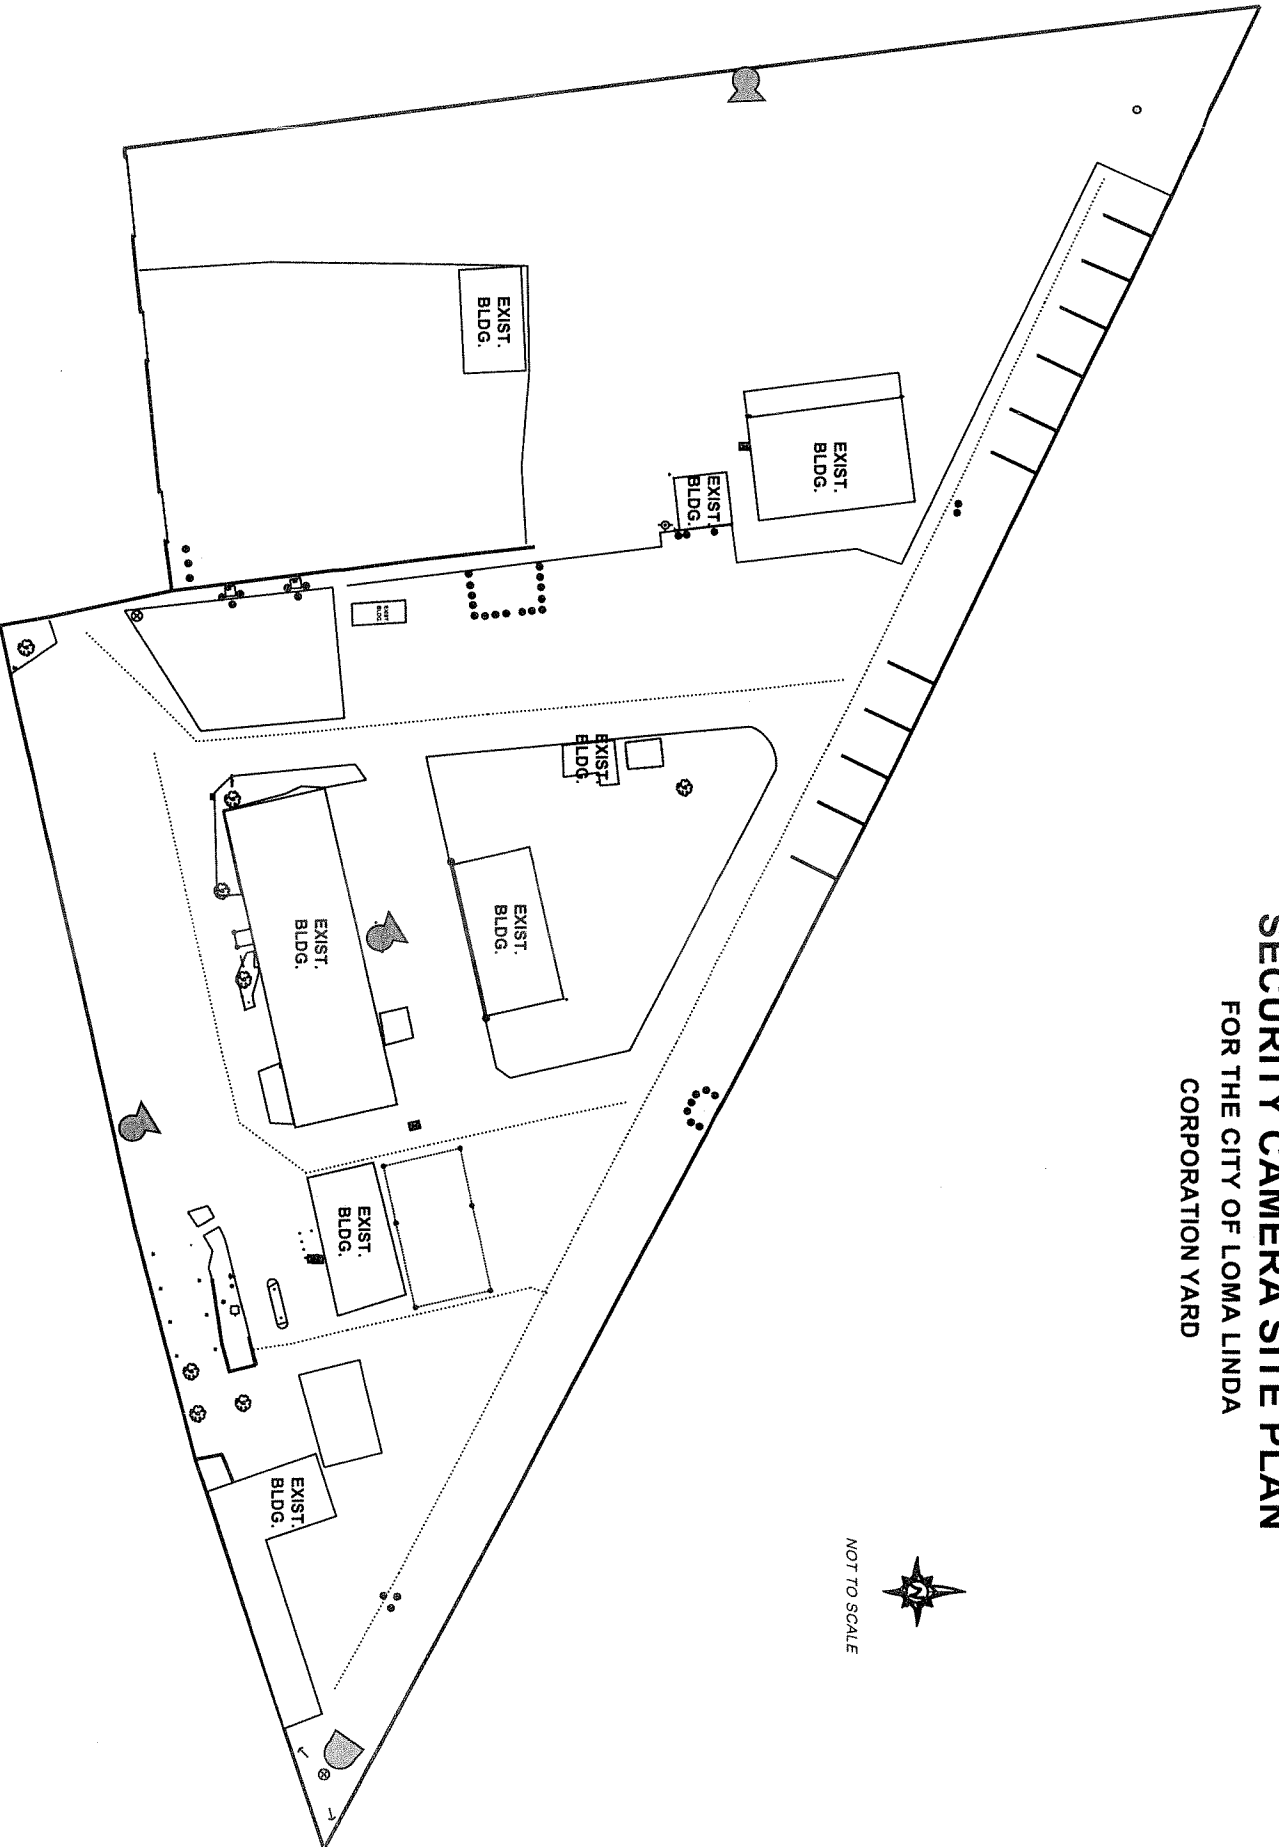 SECURITY CAMERA SITE PLAN
FOR THE CITY OF LOMA LINDA
CORPORATION YARD
NOT TO SCALE
N
EXIST.
BLDG.
EXIST.
BLDG.
EXIST.
BLDG.
EXIST.
BLDG.
EXIST.
BLDG.
EXIST.
BLDG.
EXIST.
BLDG.
EXIST.
BLDG.
EXIST.
BLDG.